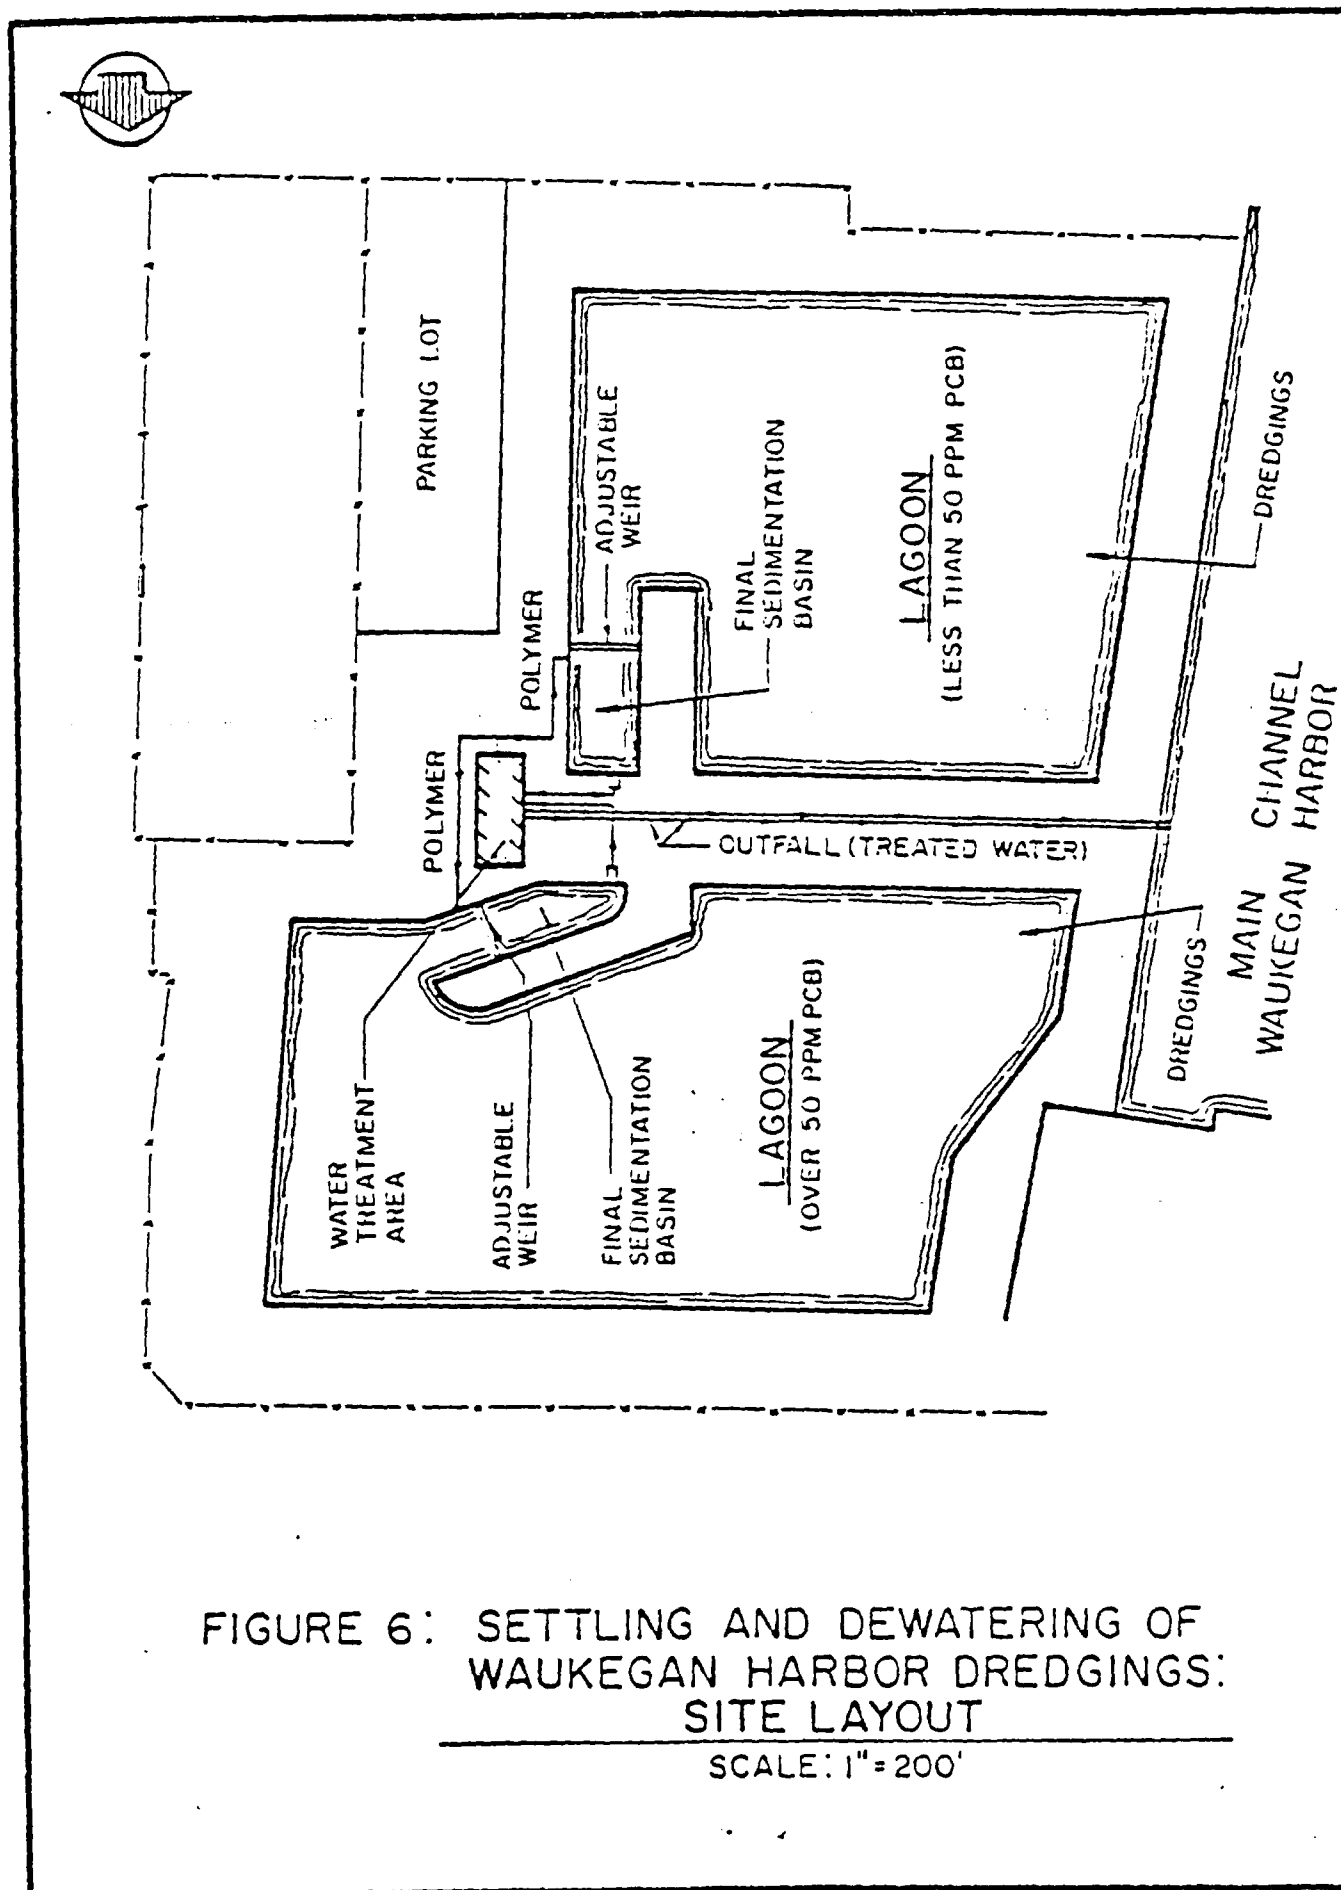 PARKING LOT
POLYMER
POLYMER
ADJUSTABLE
WEIR
FINAL
SEDIMENTATION
BASIN
LAGOON
(LESS THAN 50 PPM PCB)
DREDGINGS
OUTFALL (TREATED WATER)
WATER
TREATMENT
AREA
ADJUSTABLE
WEIR
FINAL
SEDIMENTATION
BASIN
LAGOON
(OVER 50 PPM PCB)
DREDGINGS
MAIN CHANNEL
WAUKEGAN HARBOR
FIGURE 6: SETTLING AND DEWATERING OF
WAUKEGAN HARBOR DREDGINGS:
SITE LAYOUT
SCALE: 1"=200'